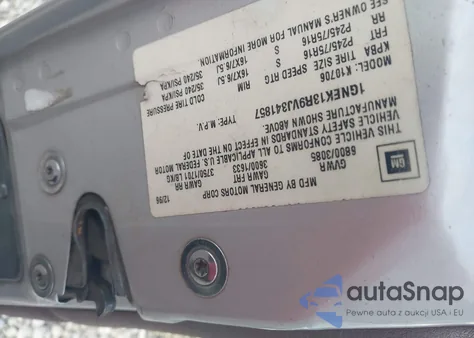 MFD BY GENERAL MOTORS CORP 12/96
GVWR GAWR FRT GAWR RR
6800/3085 3600/1633 3750/1701 LB/KG
THIS VEHICLE CONFORMS TO ALL APPLICABLE FEDERAL U.S.
VEHICLE SAFETY STANDARDS IN EFFECT ON THE DATE OF
MANUFACTURE SHOWN ABOVE.
1GNEK13R9VJ341957 TYPE: M.P.V.
MODEL: K10706
KPBA TIRE SIZE SPEED RTG RIM COLD TIRE PRESSURE
FRT P245/75R16 S 16X7/6.5J 35/240 PSI/KPA
RR P245/75R16 S 16X7/6.5J 35/240 PSI/KPA
SEE OWNER'S MANUAL FOR MORE INFORMATION.
GM
autaSnap
Pewne auta z aukcji USA i EU